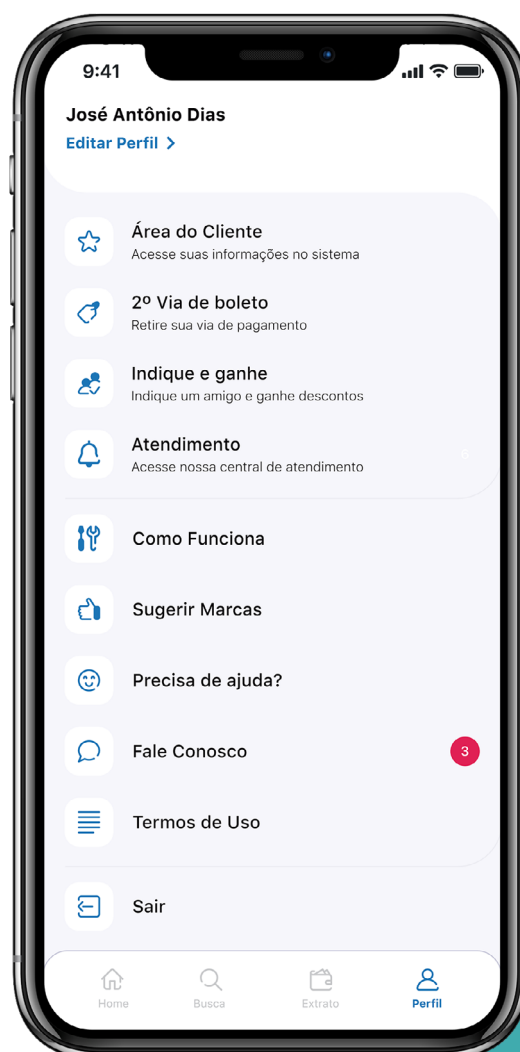 9:41
José Antônio Dias
Editar Perfil >
Área do Cliente
Acesse suas informações no sistema
2º Via de boleto
Retire sua via de pagamento
Indique e ganhe
Indique um amigo e ganhe descontos
Atendimento
Acesse nossa central de atendimento
Como Funciona
Sugerir Marcas
Precisa de ajuda?
Fale Conosco
3
Termos de Uso
Sair
Home Busca Extrato Perfil